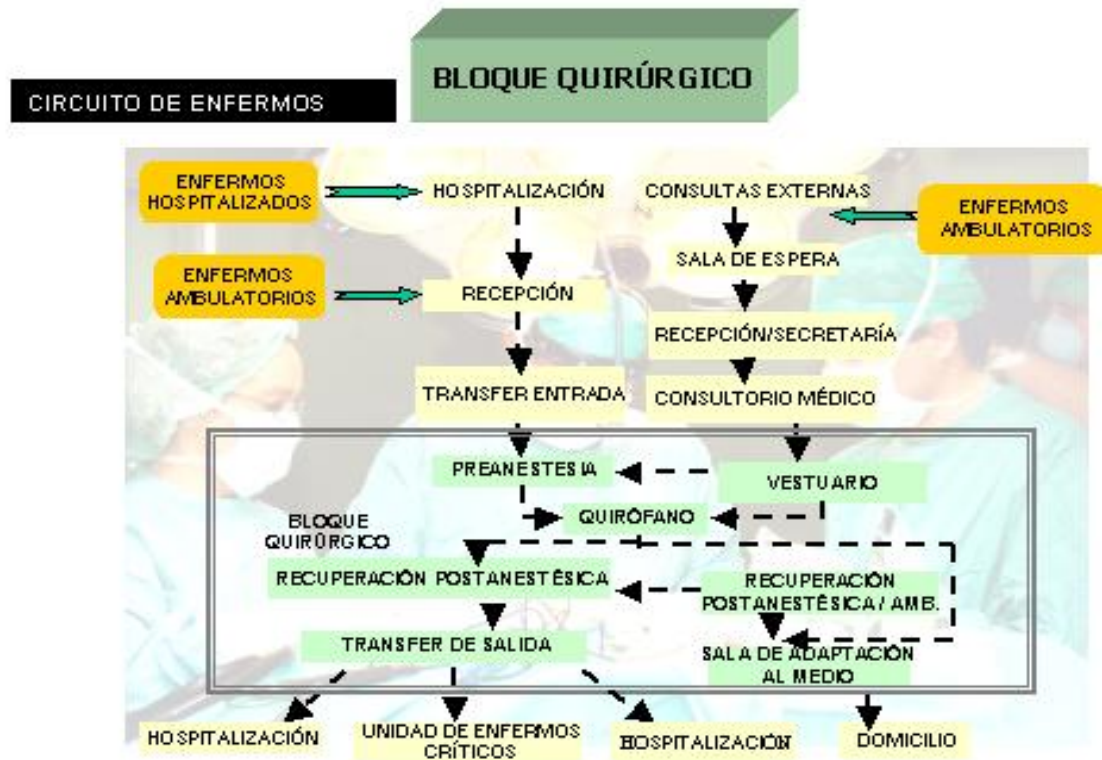 BLOQUE QUIRÚRGICO
CIRCUITO DE ENFERMOS
ENFERMOS
HOSPITALIZADOS
HOSPITALIZACIÓN
CONSULTAS EXTERNAS
ENFERMOS
AMBULATORIOS
SALA DE ESPERA
ENFERMOS
AMBULATORIOS
RECEPCIÓN
RECEPCIÓN/SECRETARÍA
TRANSFER ENTRADA
CONSULTORIO MÉDICO
PREANESTESIA
VESTUARIO
QUIRÓFANO
BLOQUE
QUIRÚRGICO
RECUPERACIÓN POSTANESTÉSICA
RECUPERACIÓN
POSTANESTÉSICA / AMB.
TRANSFER DE SALIDA
SALA DE ADAPTACIÓN
AL MEDIO
HOSPITALIZACIÓN
UNIDAD DE ENFERMOS
CRÍTICOS
HOSPITALIZACIÓN
DOMICILIO